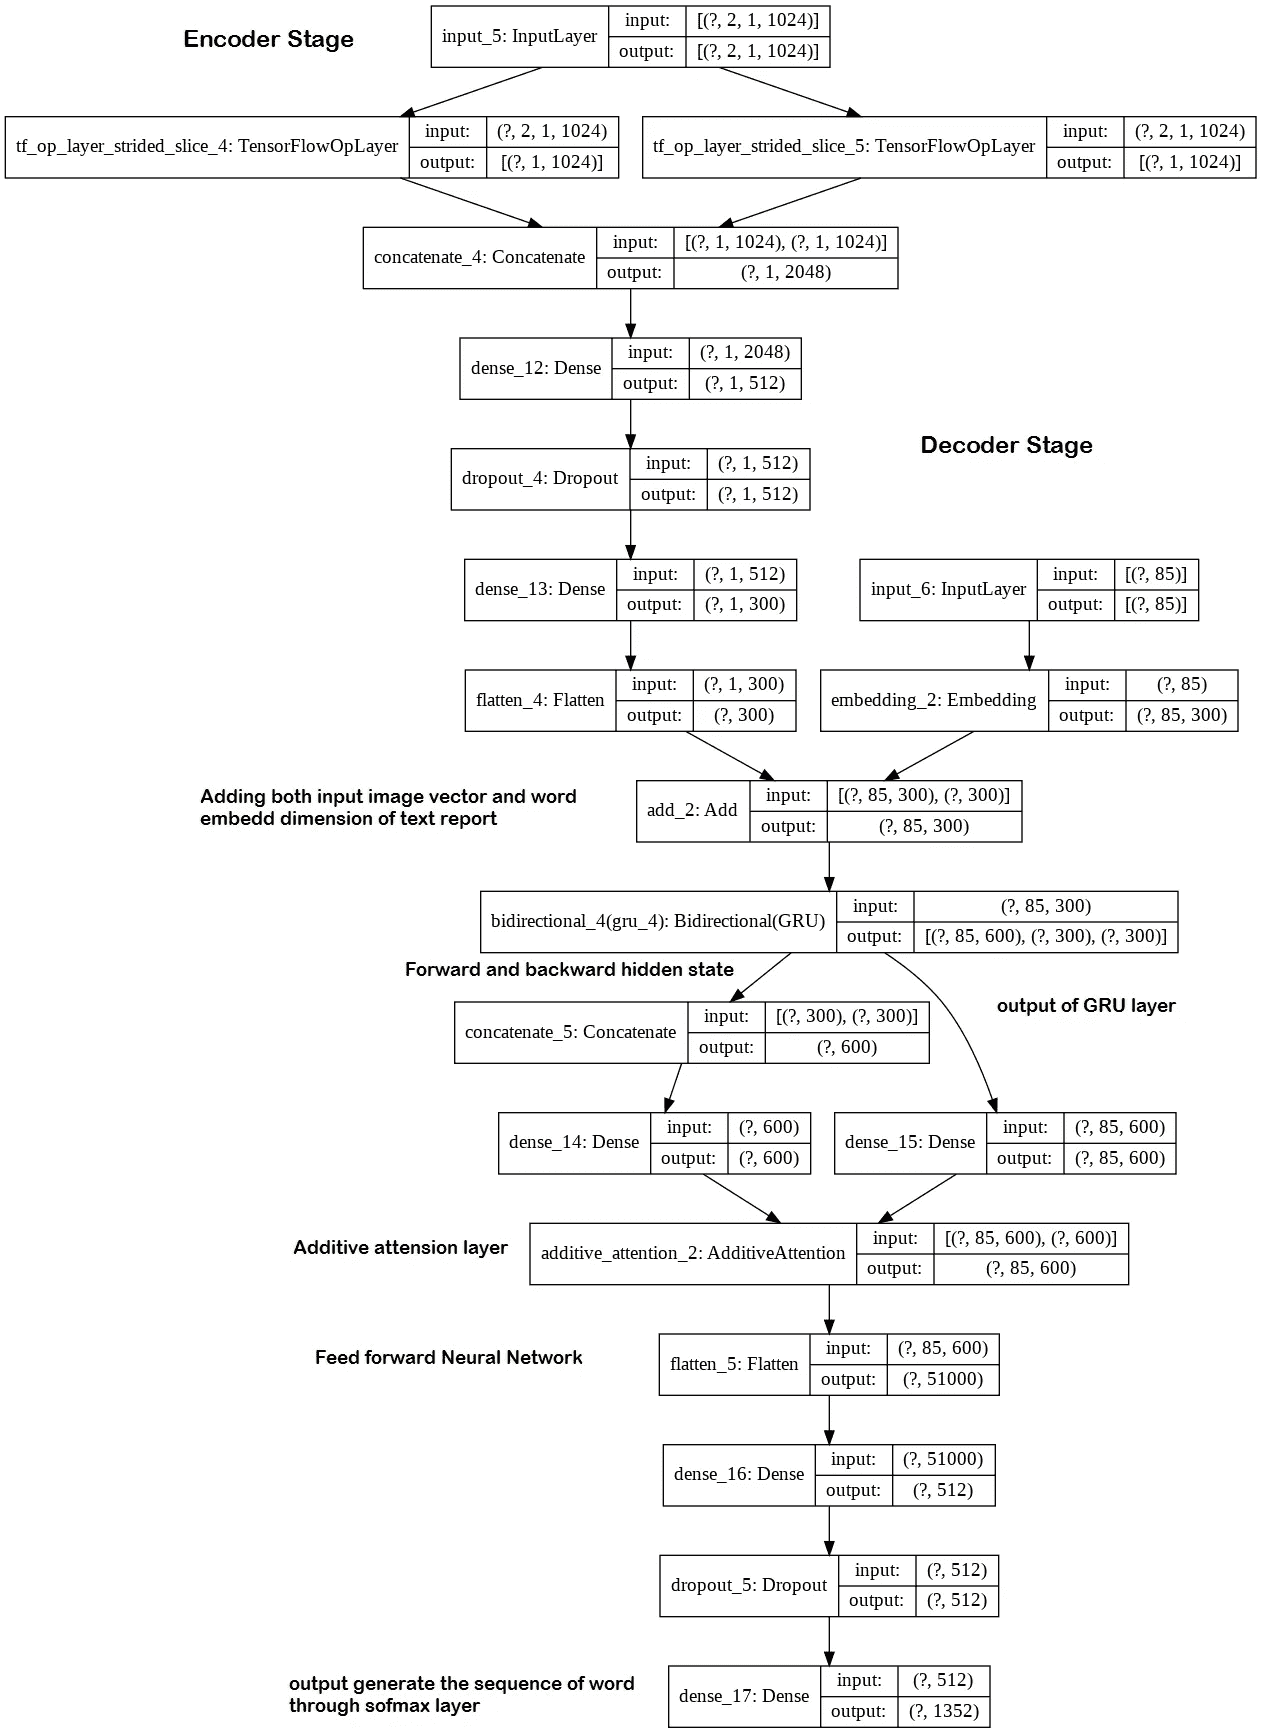 Encoder Stage
input_5: InputLayer
input: [(?, 2, 1, 1024)]
output: [(?, 2, 1, 1024)]
tf_op_layer_strided_slice_4: TensorFlowOpLayer
input: (?, 2, 1, 1024)
output: [(?, 1, 1024)]
tf_op_layer_strided_slice_5: TensorFlowOpLayer
input: (?, 2, 1, 1024)
output: [(?, 1, 1024)]
concatenate_4: Concatenate
input: [(?, 1, 1024), (?, 1, 1024)]
output: (?, 1, 2048)
dense_12: Dense
input: (?, 1, 2048)
output: (?, 1, 512)
Decoder Stage
dropout_4: Dropout
input: (?, 1, 512)
output: (?, 1, 512)
dense_13: Dense
input: (?, 1, 512)
output: (?, 1, 300)
input_6: InputLayer
input: [(?, 85)]
output: [(?, 85)]
flatten_4: Flatten
input: (?, 1, 300)
output: (?, 300)
embedding_2: Embedding
input: (?, 85)
output: (?, 85, 300)
Adding both input image vector and word
embedd dimension of text report
add_2: Add
input: [(?, 85, 300), (?, 300)]
output: (?, 85, 300)
bidirectional_4(gru_4): Bidirectional(GRU)
input: (?, 85, 300)
output: [(?, 85, 600), (?, 300), (?, 300)]
Forward and backward hidden state
output of GRU layer
concatenate_5: Concatenate
input: [(?, 300), (?, 300)]
output: (?, 600)
dense_14: Dense
input: (?, 600)
output: (?, 600)
dense_15: Dense
input: (?, 85, 600)
output: (?, 85, 600)
Additive attension layer
additive_attention_2: AdditiveAttention
input: [(?, 85, 600), (?, 600)]
output: (?, 85, 600)
Feed forward Neural Network
flatten_5: Flatten
input: (?, 85, 600)
output: (?, 51000)
dense_16: Dense
input: (?, 51000)
output: (?, 512)
dropout_5: Dropout
input: (?, 512)
output: (?, 512)
output generate the sequence of word
through sofmax layer
dense_17: Dense
input: (?, 512)
output: (?, 1352)